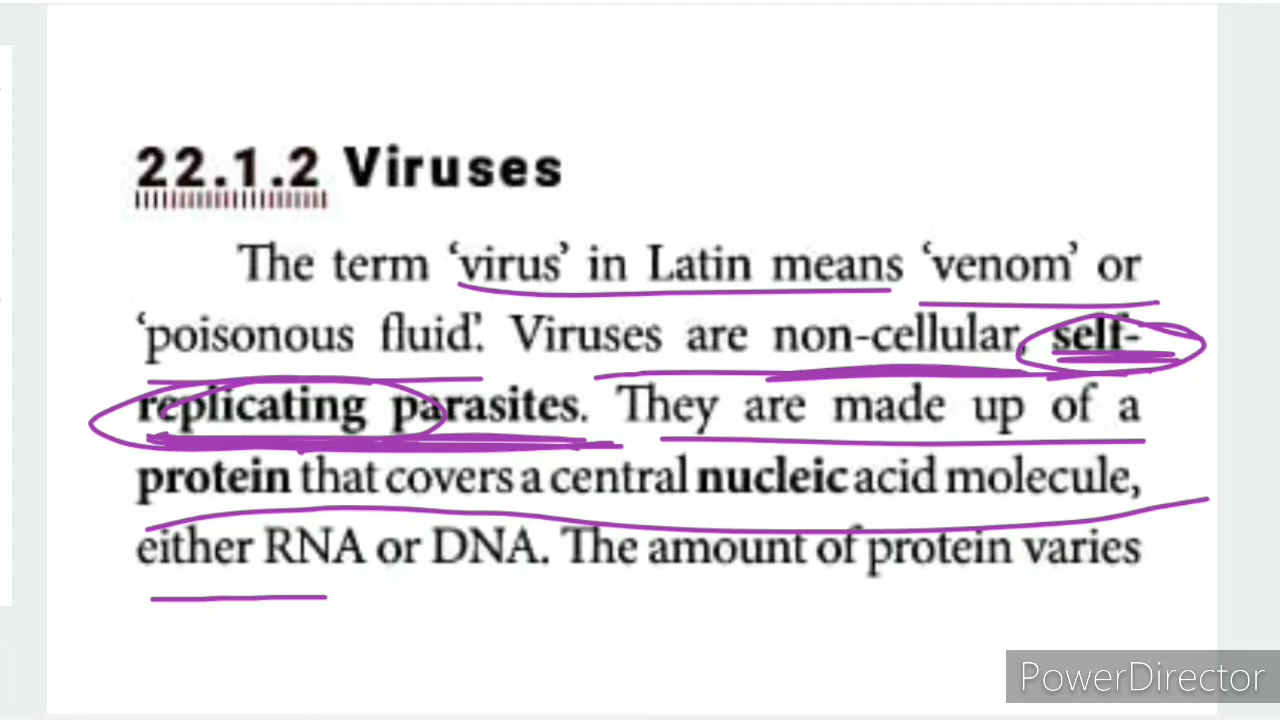 22.1.2 Viruses
The term ‘virus’ in Latin means ‘venom’ or
‘poisonous fluid’. Viruses are non-cellular, self-
replicating parasites. They are made up of a
protein that covers a central nucleic acid molecule,
either RNA or DNA. The amount of protein varies
PowerDirector